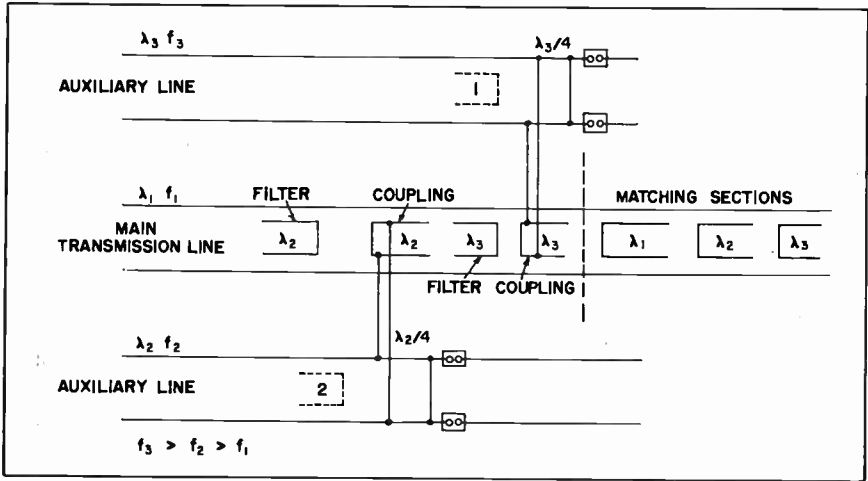 λ₃ f₃
λ₃/4
AUXILIARY LINE
1
λ₁ f₁
FILTER
COUPLING
MATCHING SECTIONS
MAIN
TRANSMISSION LINE
λ₂
λ₂
λ₃
λ₃
λ₁
λ₂
λ₃
FILTER
COUPLING
λ₂ f₂
λ₂/4
AUXILIARY LINE
2
f₃ > f₂ > f₁